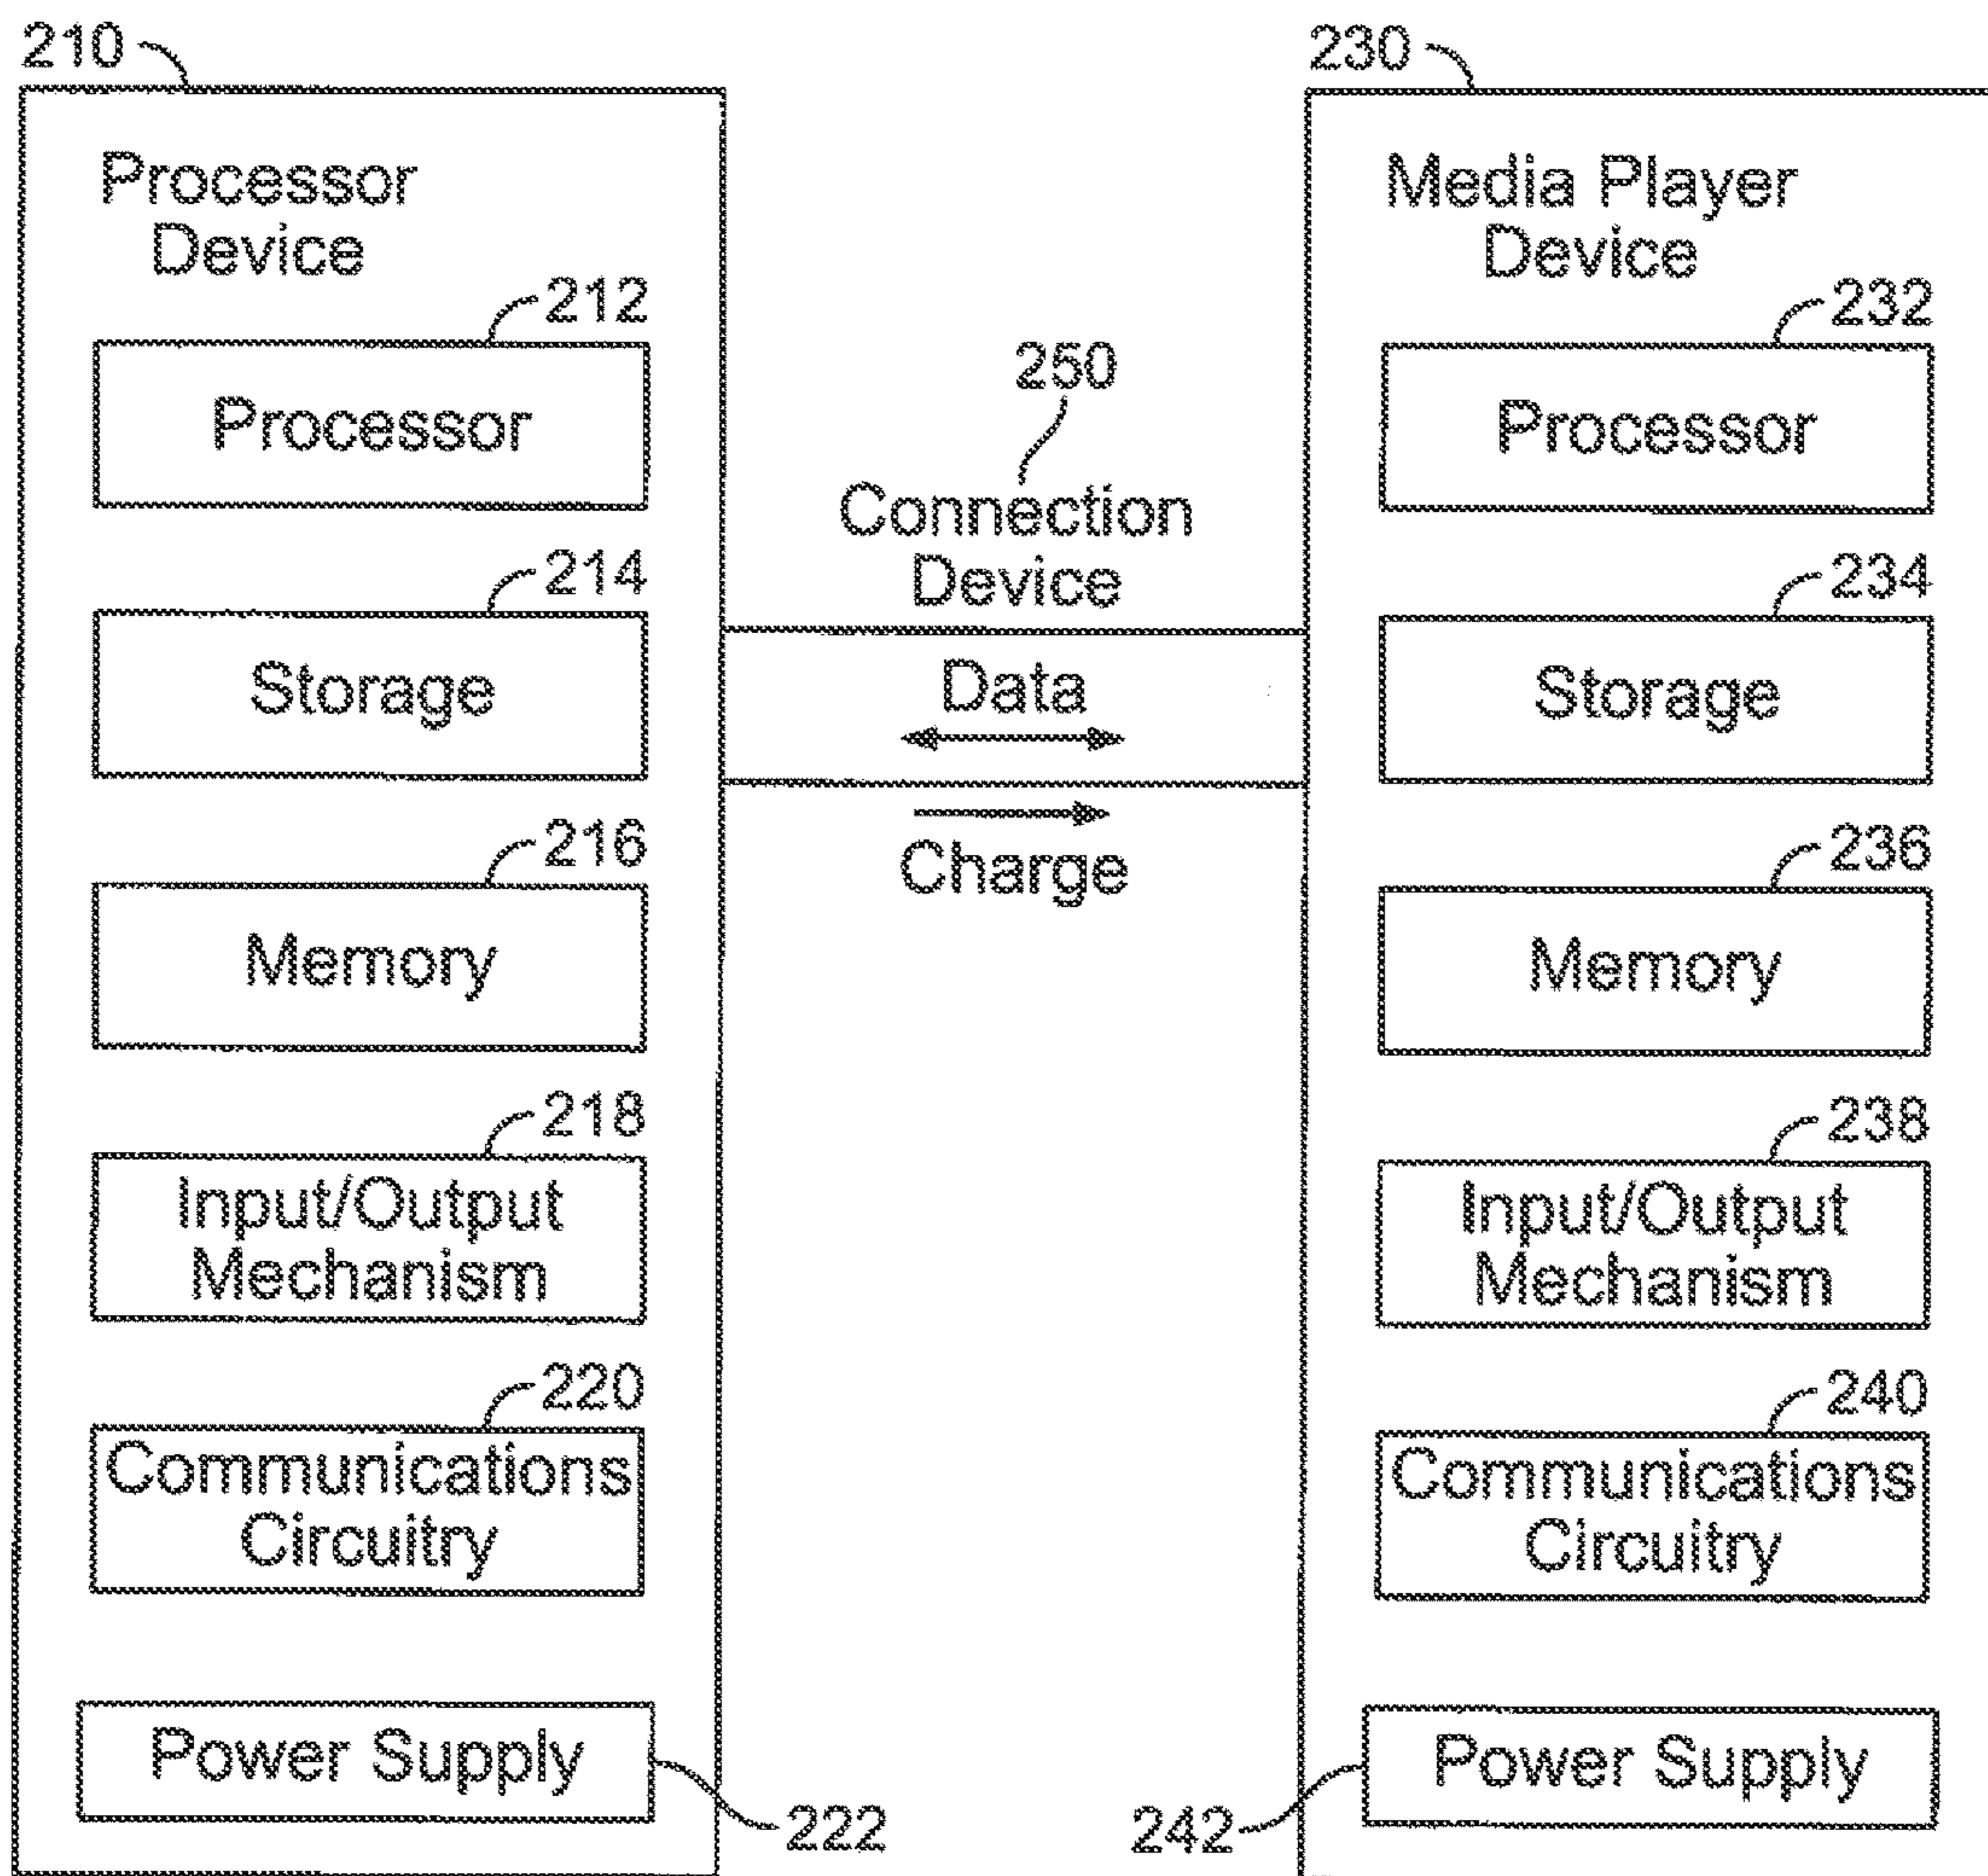 210
Processor
Device
212
Processor
214
Storage
216
Memory
218
Input/Output
Mechanism
220
Communications
Circuitry
Power Supply
222
250
Connection
Device
Data
Charge
230
Media Player
Device
232
Processor
234
Storage
236
Memory
238
Input/Output
Mechanism
240
Communications
Circuitry
Power Supply
242